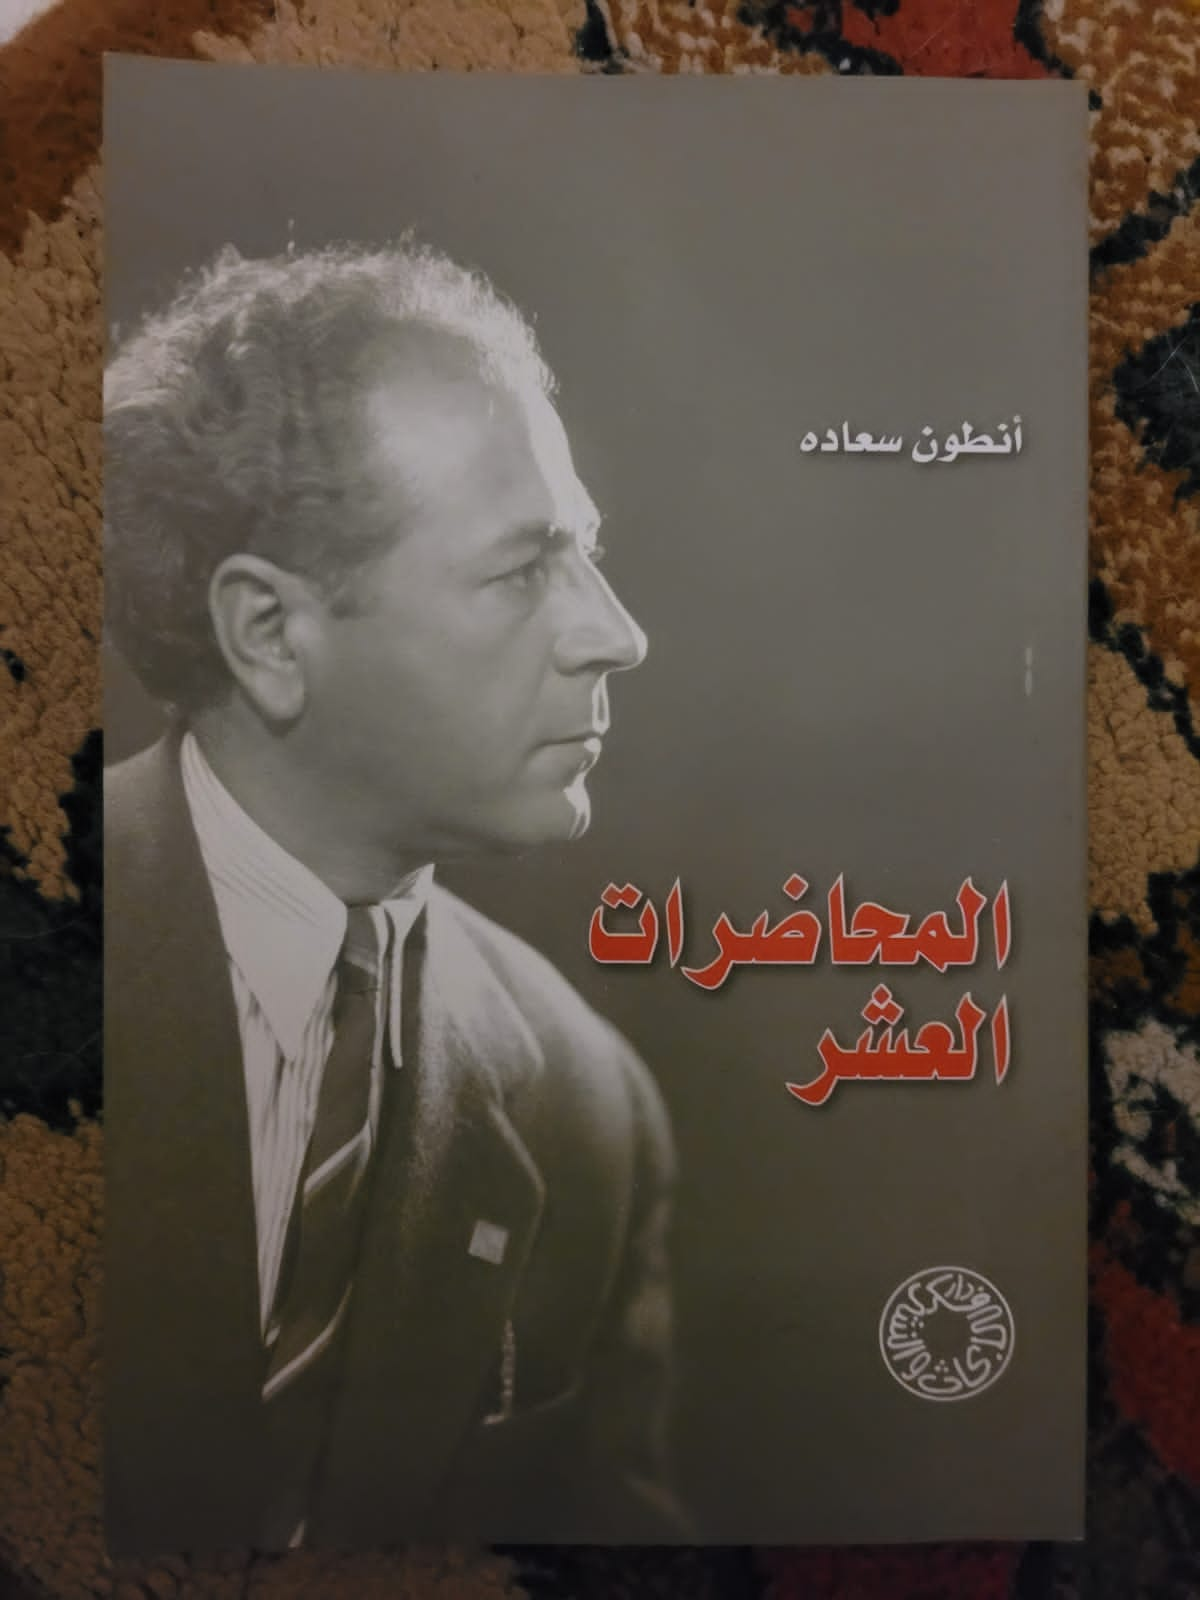 أنطون سعاده
المحاضرات
العشر